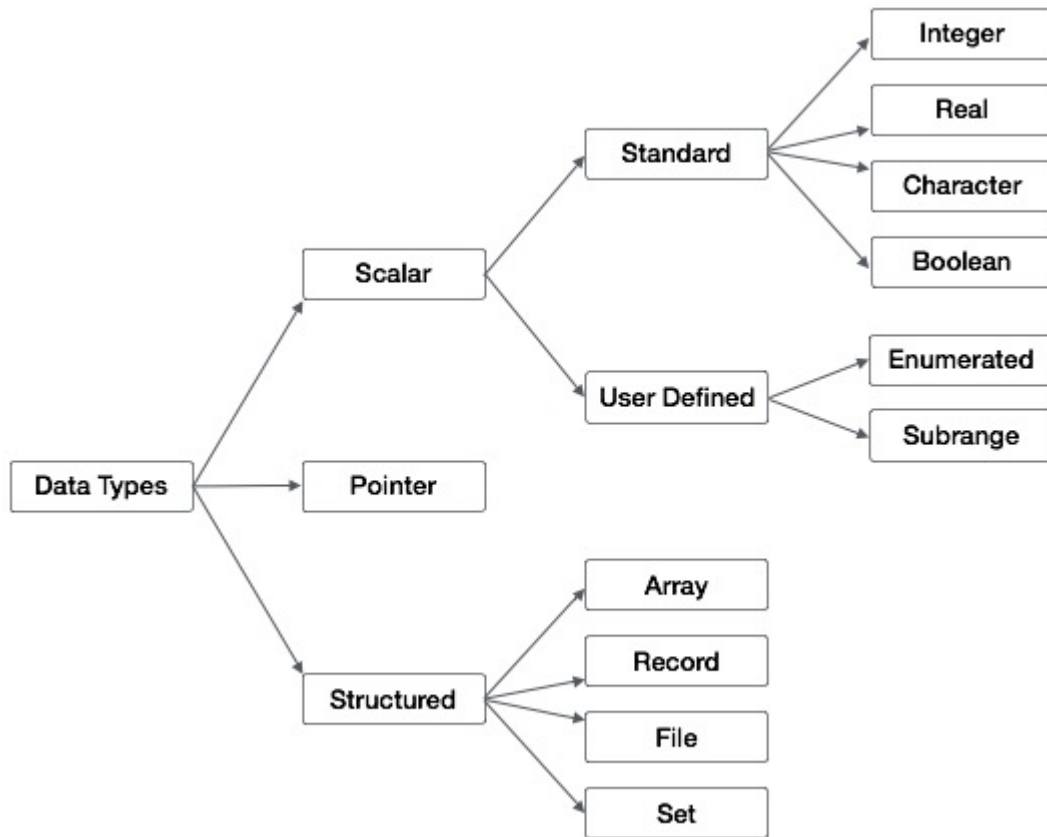 Integer
Real
Standard
Character
Scalar
Boolean
Enumerated
User Defined
Subrange
Data Types
Pointer
Array
Record
Structured
File
Set